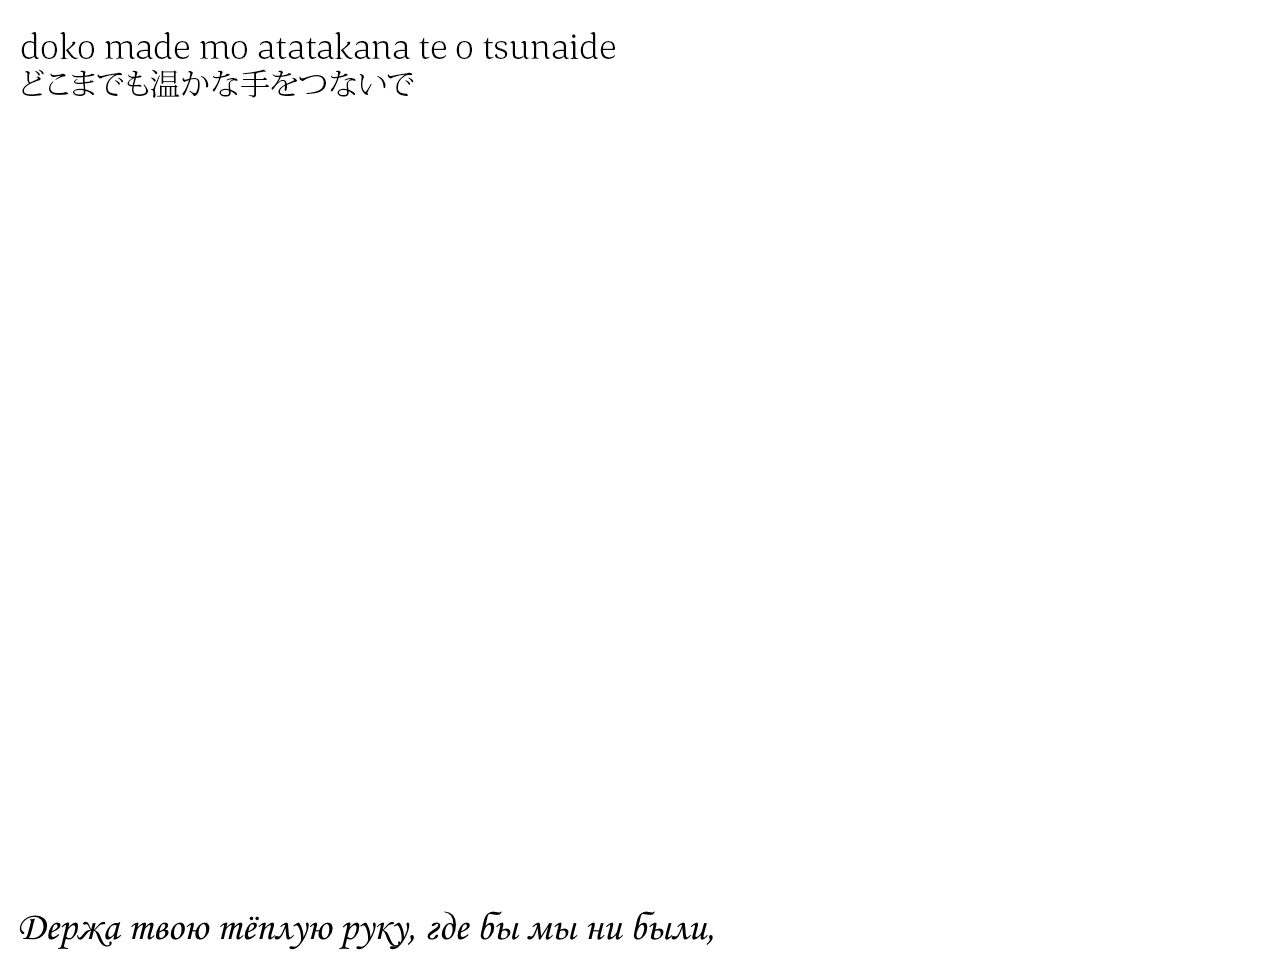 doko made mo atatakana te o tsunaide
どこまでも温かな手をつないで
Держа твою тёплую руку, где бы мы ни были,